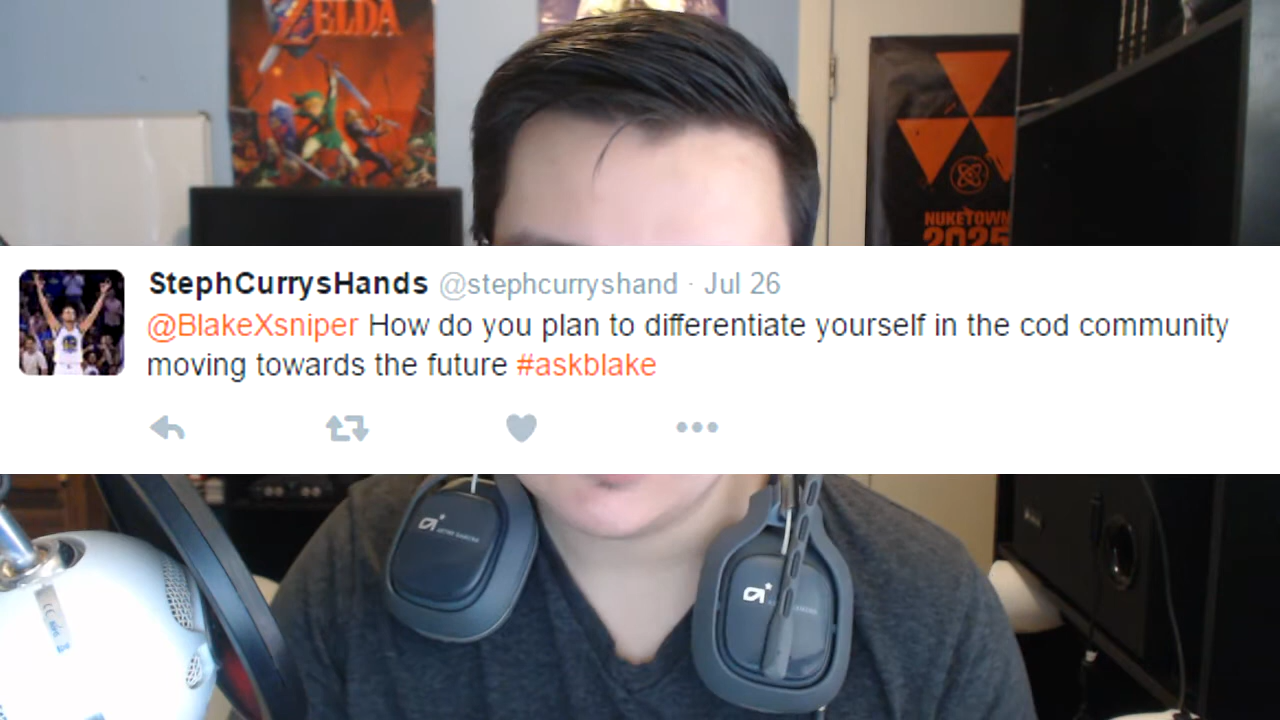 ZELDA
NUKETOWN
2025
StephCurrysHands @stephcurryshand · Jul 26
@BlakeXsniper How do you plan to differentiate yourself in the cod community
moving towards the future #askblake